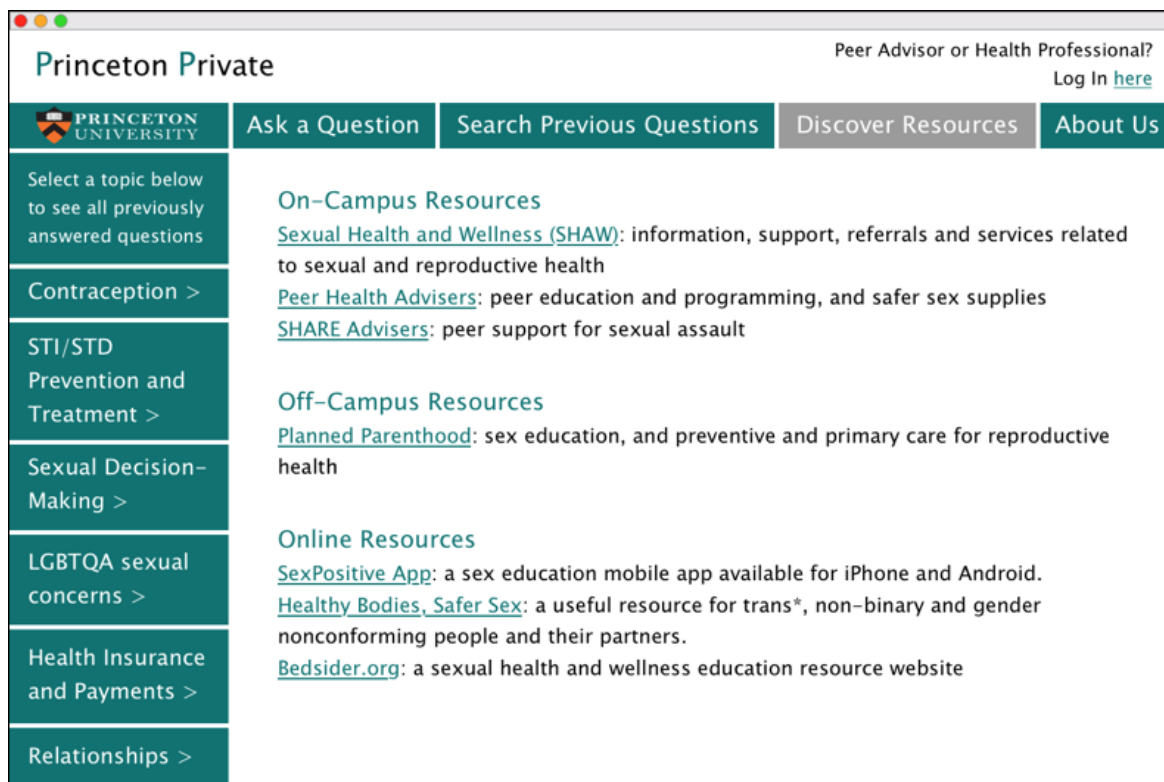 Princeton Private
Peer Advisor or Health Professional?
Log In here
PRINCETON
UNIVERSITY
Ask a Question
Search Previous Questions
Discover Resources
About Us
Select a topic below
to see all previously
answered questions
Contraception >
STI/STD
Prevention and
Treatment >
Sexual Decision-
Making >
LGBTQA sexual
concerns >
Health Insurance
and Payments >
Relationships >
On-Campus Resources
Sexual Health and Wellness (SHAW): information, support, referrals and services related
to sexual and reproductive health
Peer Health Advisers: peer education and programming, and safer sex supplies
SHARE Advisers: peer support for sexual assault
Off-Campus Resources
Planned Parenthood: sex education, and preventive and primary care for reproductive
health
Online Resources
SexPositive App: a sex education mobile app available for iPhone and Android.
Healthy Bodies, Safer Sex: a useful resource for trans*, non-binary and gender
nonconforming people and their partners.
Bedsider.org: a sexual health and wellness education resource website